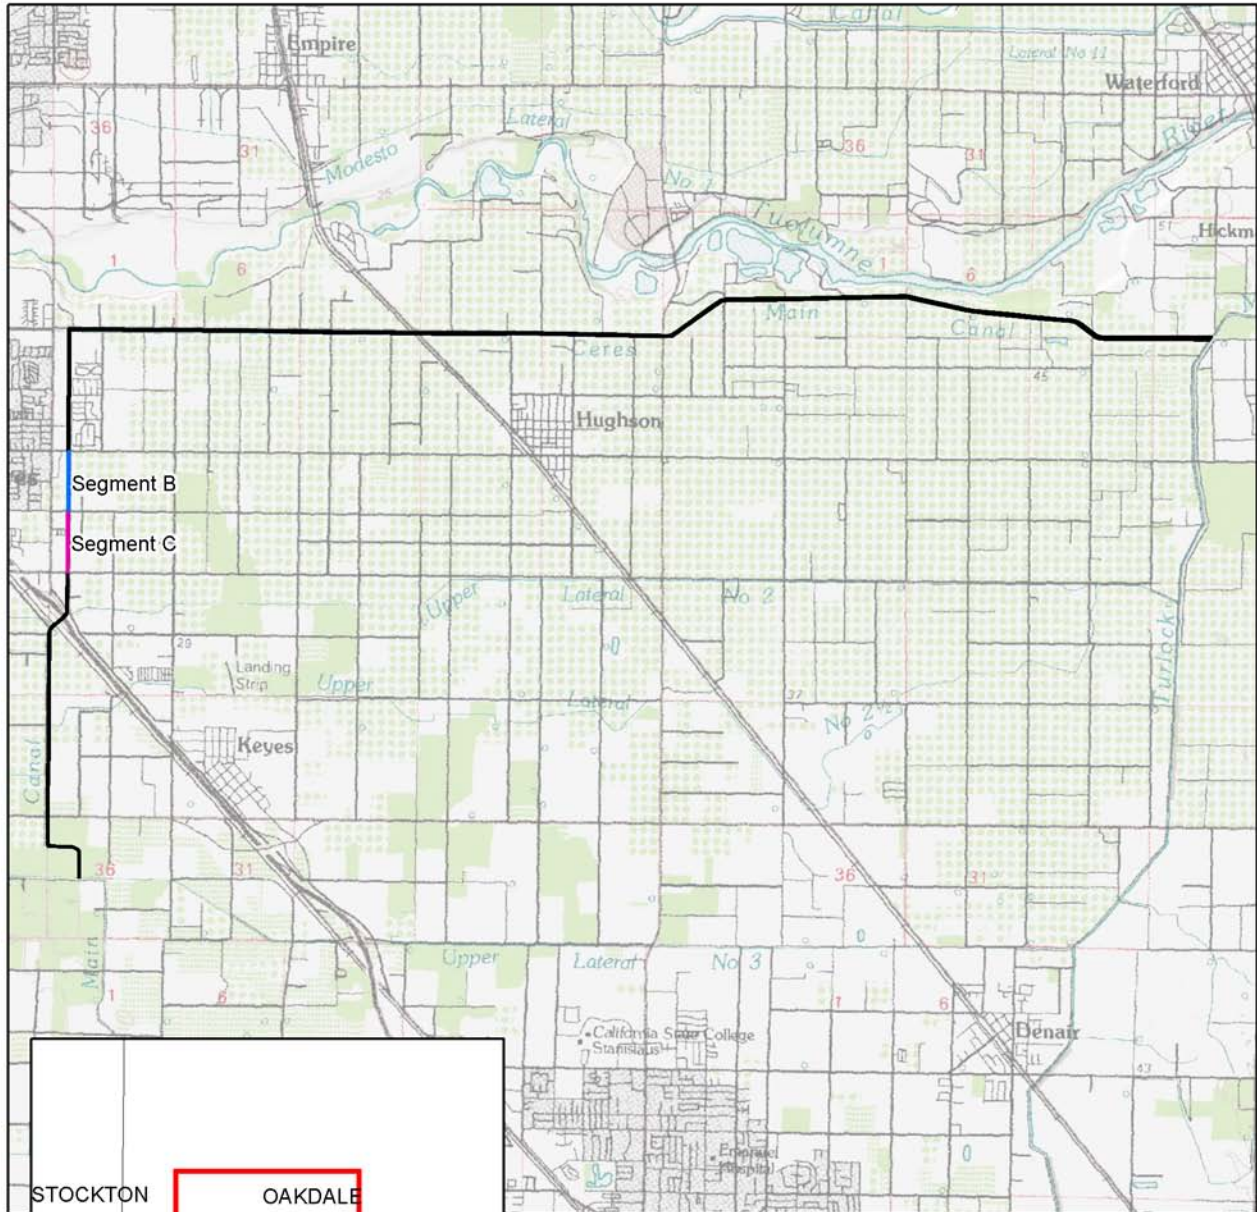 Canal
Empire
Lateral No 11
Waterford
36
Lateral
31
Modesto
36
31
River
No 1
25
Tuolumne
51
Hickm
1
6
1
6
Main
Canal
Ceres
45
Hughson
Segment B
Segment C
Upper
Lateral
No 2
29
Landing
Strip
Upper
Lateral
37
No 2½
Turlock
Keyes
Canal
36
31
36
31
Main
Upper
Lateral
No 3
1
6
1
6
California State College
Stanislaus
Denair
43
Emanuel
Hospital
STOCKTON
OAKDALE